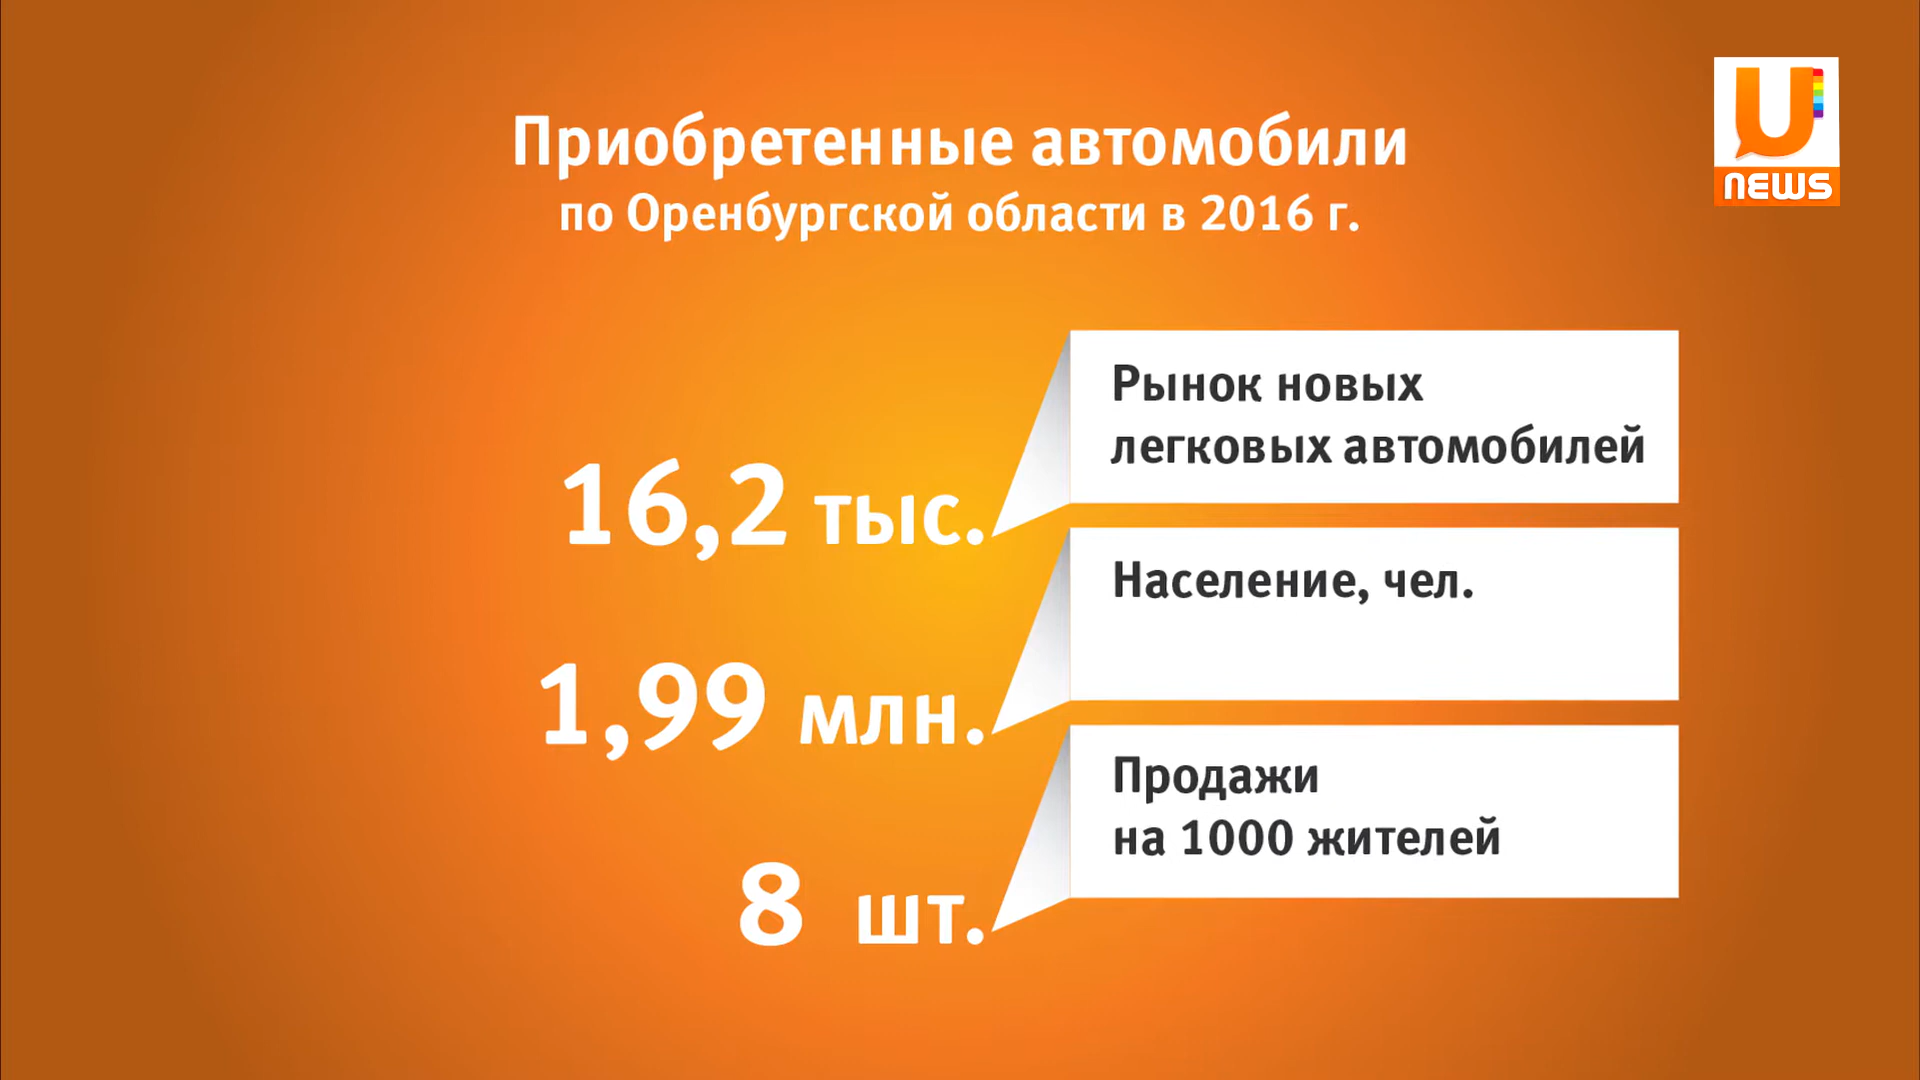 Приобретенные автомобили
по Оренбургской области в 2016 г.
U
NEWS
Рынок новых
легковых автомобилей
16,2 тыс.
Население, чел.
1,99 млн.
Продажи
на 1000 жителей
8 шт.